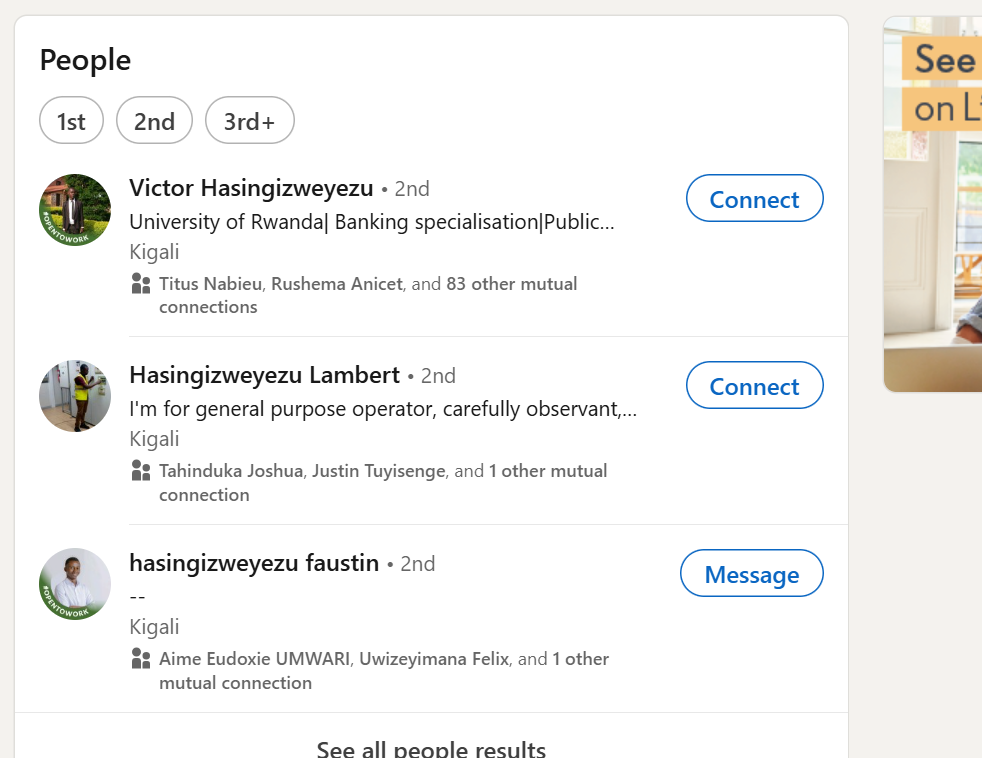 People
1st
2nd
3rd+
Victor Hasingizweyezu • 2nd
University of Rwanda| Banking specialisation|Public...
Kigali
Titus Nabieu, Rushema Anicet, and 83 other mutual
connections
Connect
#OPENTOWORK
Hasingizweyezu Lambert • 2nd
I'm for general purpose operator, carefully observant,...
Kigali
Tahinduka Joshua, Justin Tuyisenge, and 1 other mutual
connection
Connect
hasingizweyezu faustin • 2nd
--
Kigali
Aime Eudoxie UMWARI, Uwizeyimana Felix, and 1 other
mutual connection
Message
#OPENTOWORK
See all people results
See
on Li